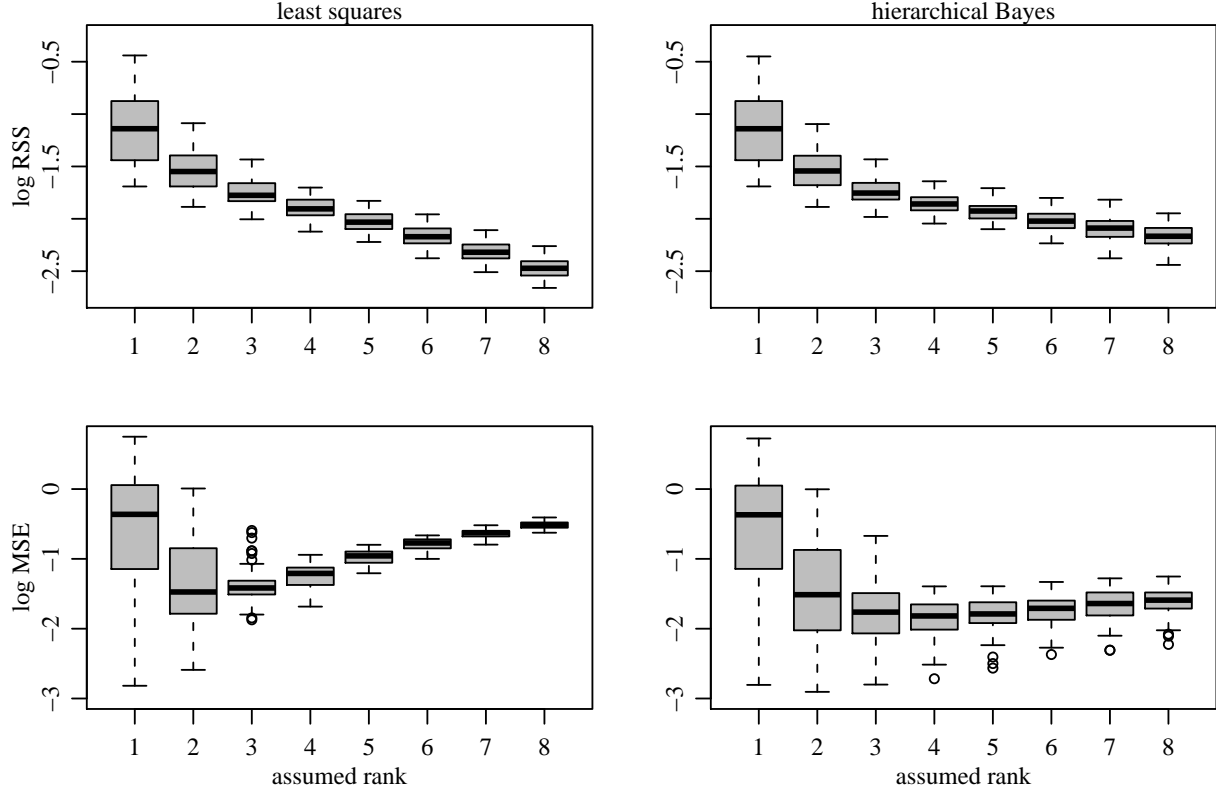 least squares
log RSS
−0.5
−1.5
−2.5
1 2 3 4 5 6 7 8
hierarchical Bayes
−0.5
−1.5
−2.5
1 2 3 4 5 6 7 8
log MSE
0
−1
−2
−3
1 2 3 4 5 6 7 8
assumed rank
0
−1
−2
−3
1 2 3 4 5 6 7 8
assumed rank